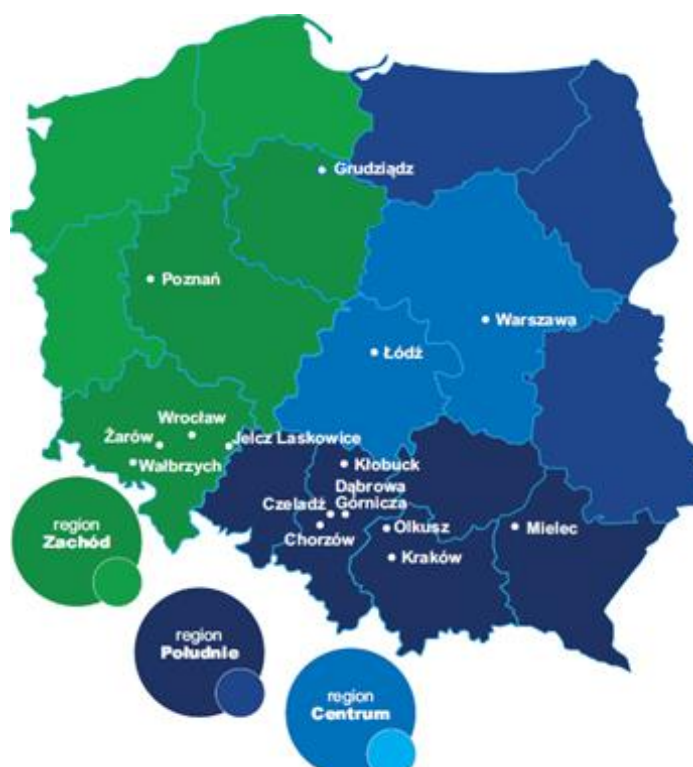 Grudziądz
Poznań
Warszawa
Łódź
Wrocław
Żarów
Jelcz Laskowice
Wałbrzych
Kłobuck
Dąbrowa
Górnicza
Czeladź
Chorzów
Olkusz
Mielec
Kraków
region
Zachód
region
Południe
region
Centrum